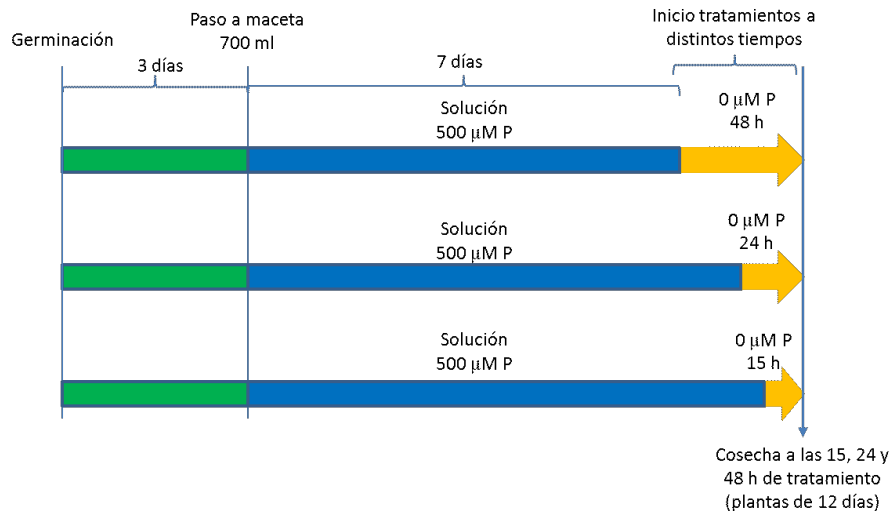 Germinación
Paso a maceta
700 ml
Inicio tratamientos a
distintos tiempos
3 días
7 días
Solución
500 μM P
0 μM P
48 h
Solución
500 μM P
0 μM P
24 h
Solución
500 μM P
0 μM P
15 h
Cosecha a las 15, 24 y
48 h de tratamiento
(plantas de 12 días)